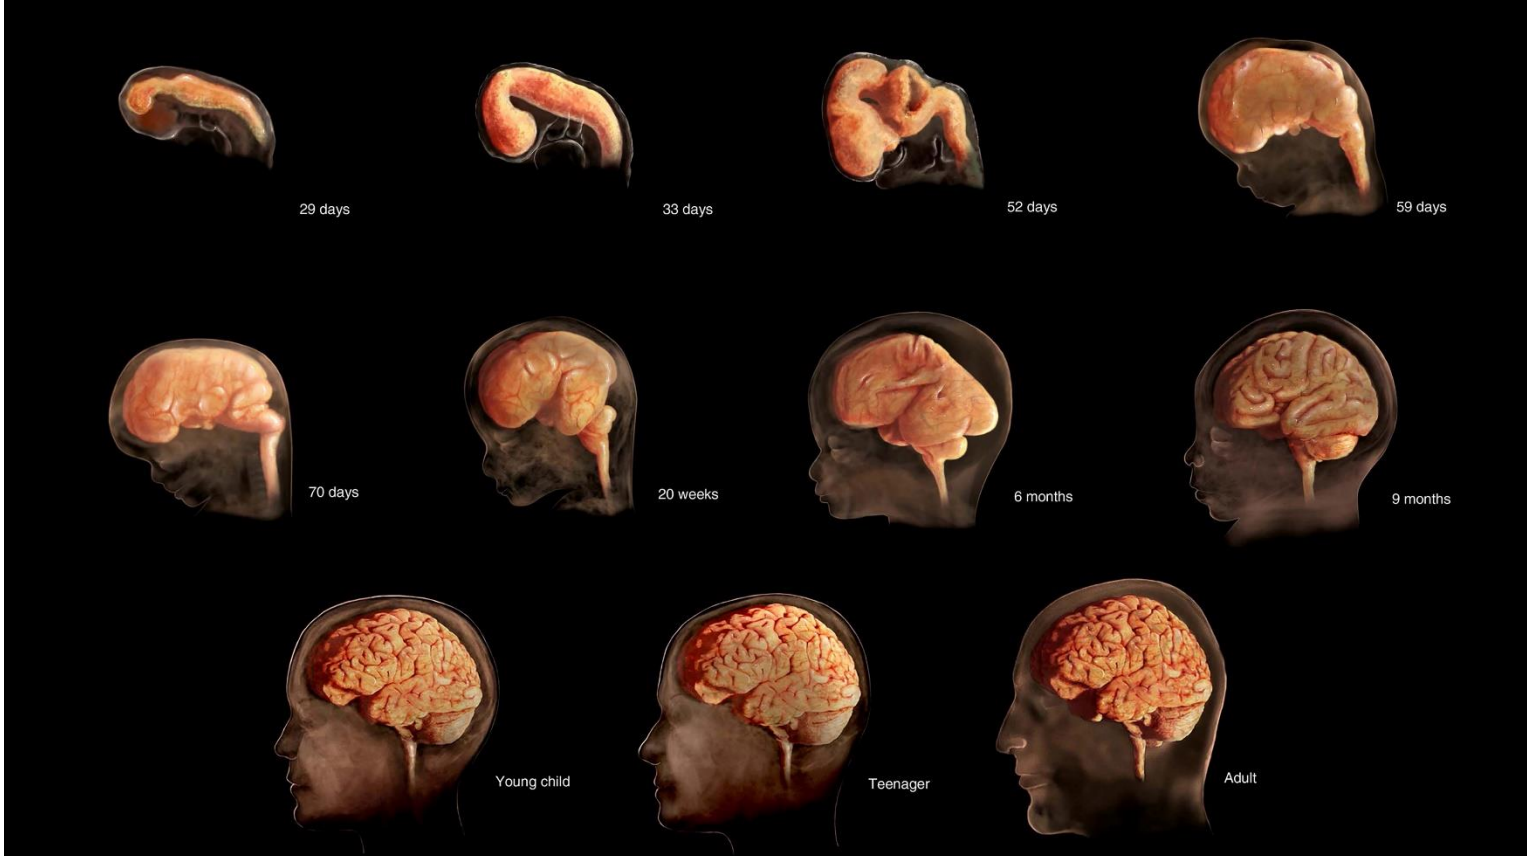 29 days
33 days
52 days
59 days
70 days
20 weeks
6 months
9 months
Young child
Teenager
Adult